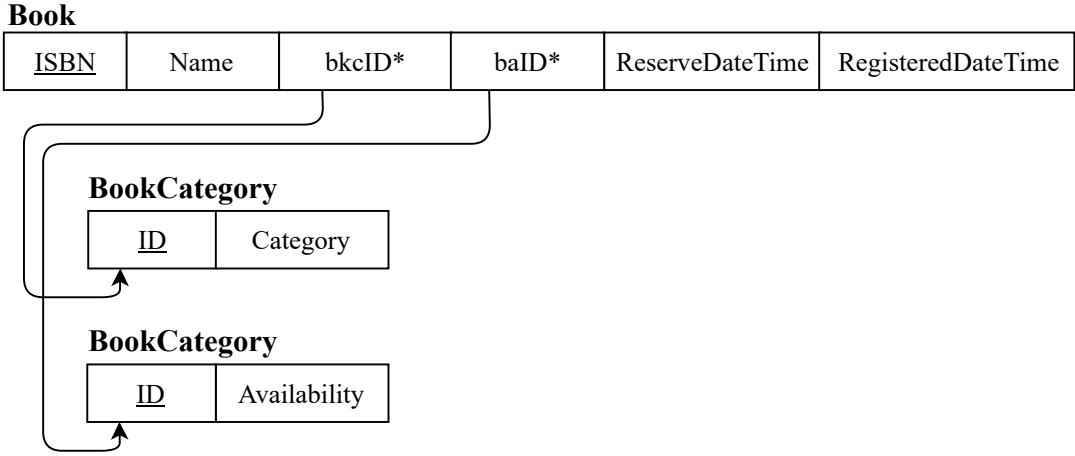 Book
ISBN Name bkcID* baID* ReserveDateTime RegisteredDateTime
BookCategory
ID Category
BookCategory
ID Availability